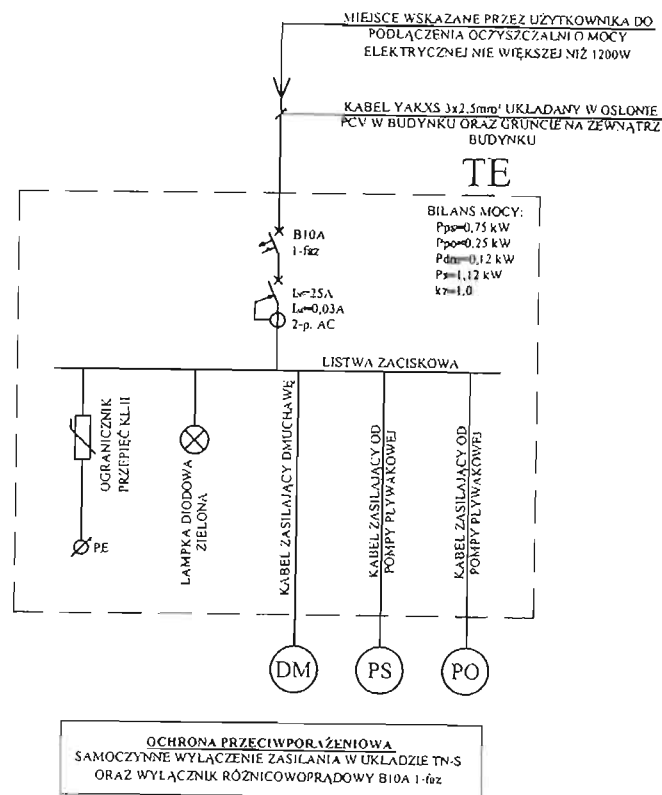 MIEJSCE WSKAZANE PRZEZ UŻYTKOWNIKA DO
PODŁĄCZENIA OCZYSZCZALNI O MOCY
ELEKTRYCZNEJ NIE WIĘKSZEJ NIŻ 1200W
KABEL YAKXS 3x2,5mm² UKŁADANY W OSŁONIE
PCV W BUDYNKU ORAZ GRUNCIE NA ZEWNĄTRZ
BUDYNKU
TE
BILANS MOCY:
Pps=0,75 kW
Ppo=0,25 kW
Pdm=0,12 kW
Ps=1,12 kW
kz=1,0
B10A
1-faz
=25A
=0,03A
2-p. AC
LISTWA ZACISKOWA
OGRANICZNIK
PRZEPIĘĆ KL.II
PE
LAMPKA DIODOWA
ZIELONA
KABEL ZASILAJĄCY DMUCHAWĘ
KABEL ZASILAJĄCY OD
POMPY PŁYWAKOWEJ
KABEL ZASILAJĄCY OD
POMPY PŁYWAKOWEJ
DM
PS
PO
OCHRONA PRZECIWPORAŻENIOWA
SAMOCZYNNE WYŁĄCZENIE ZASILANIA W UKŁADZIE TN-S
ORAZ WYŁĄCZNIK RÓŻNICOWOPRĄDOWY B10A 1-faz